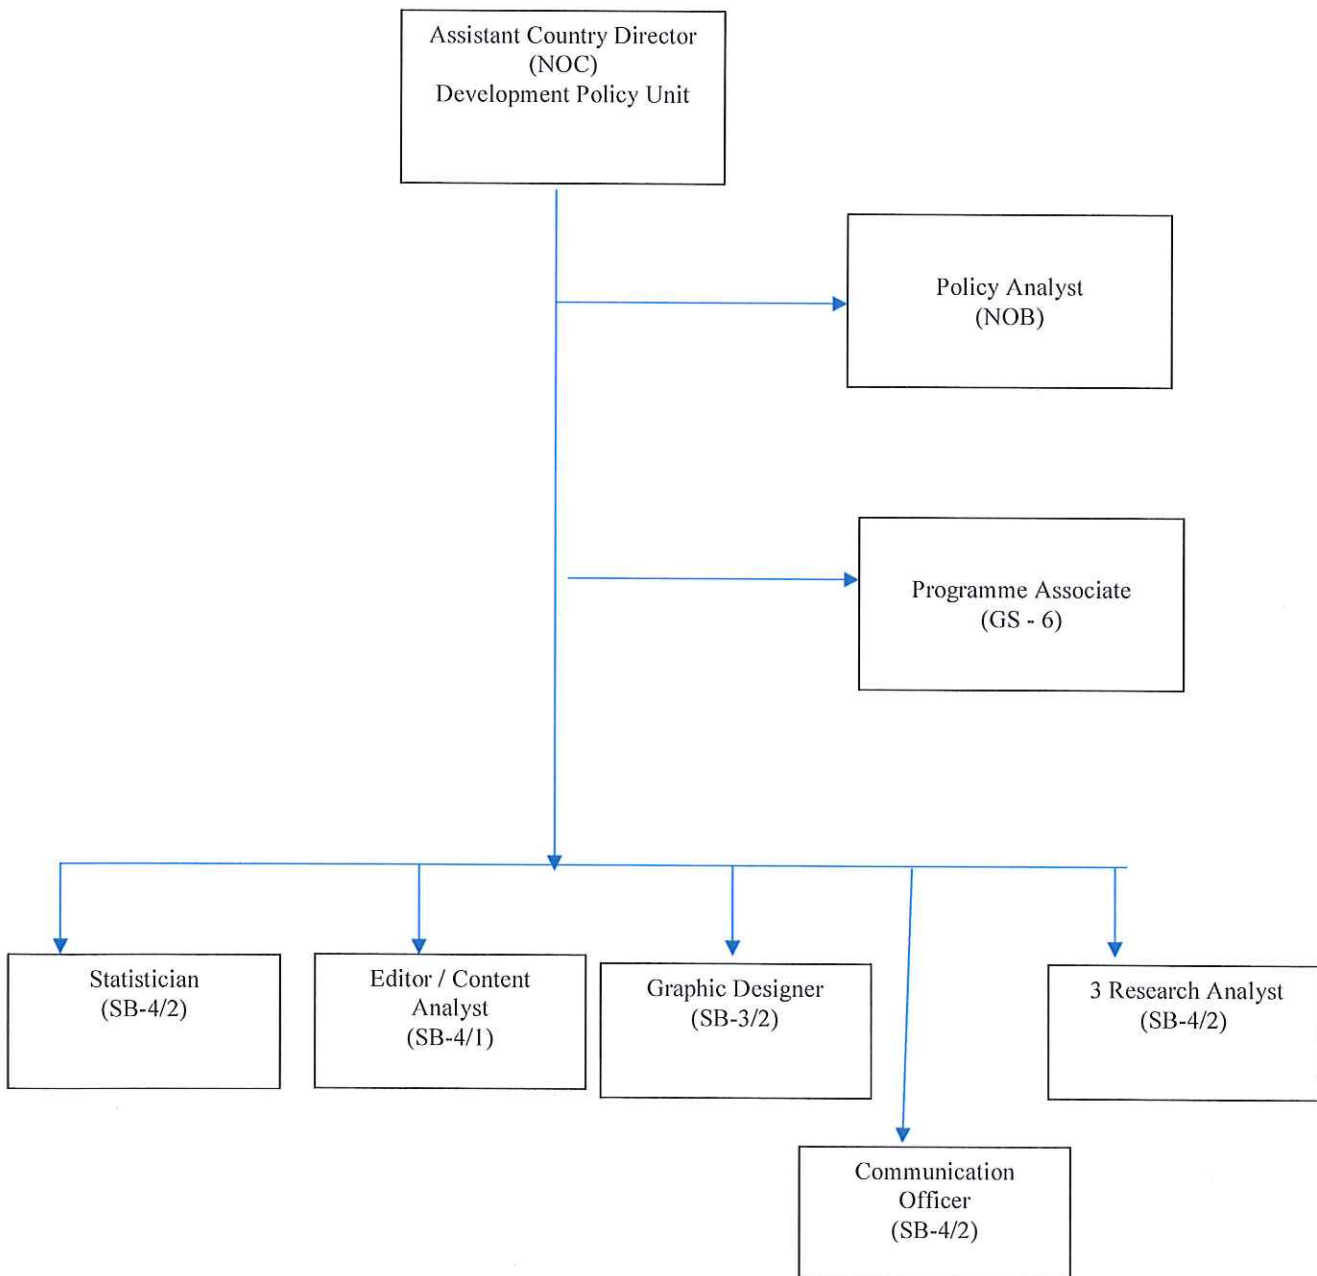 Assistant Country Director
(NOC)
Development Policy Unit
Policy Analyst
(NOB)
Programme Associate
(GS - 6)
Statistician
(SB-4/2)
Editor / Content
Analyst
(SB-4/1)
Graphic Designer
(SB-3/2)
3 Research Analyst
(SB-4/2)
Communication
Officer
(SB-4/2)